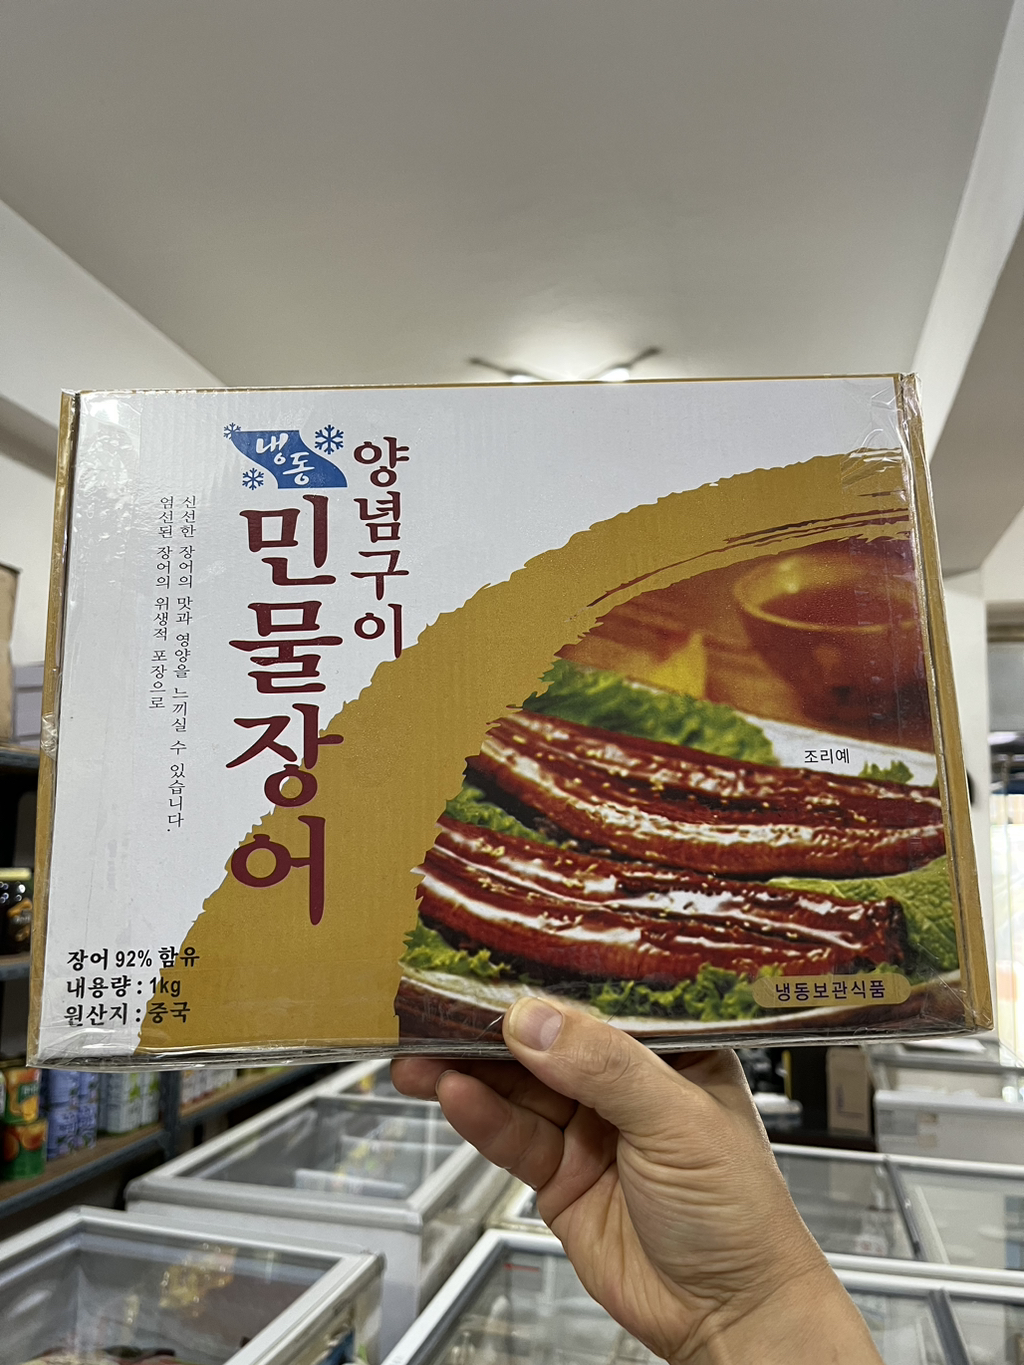 냉동
양념구이
민물장어
신선한 장어의 맛과 영양을 느끼실 수 있습니다.
엄선된 장어의 위생적 포장으로
장어 92% 함유
내용량 : 1kg
원산지 : 중국
조리예
냉동보관식품